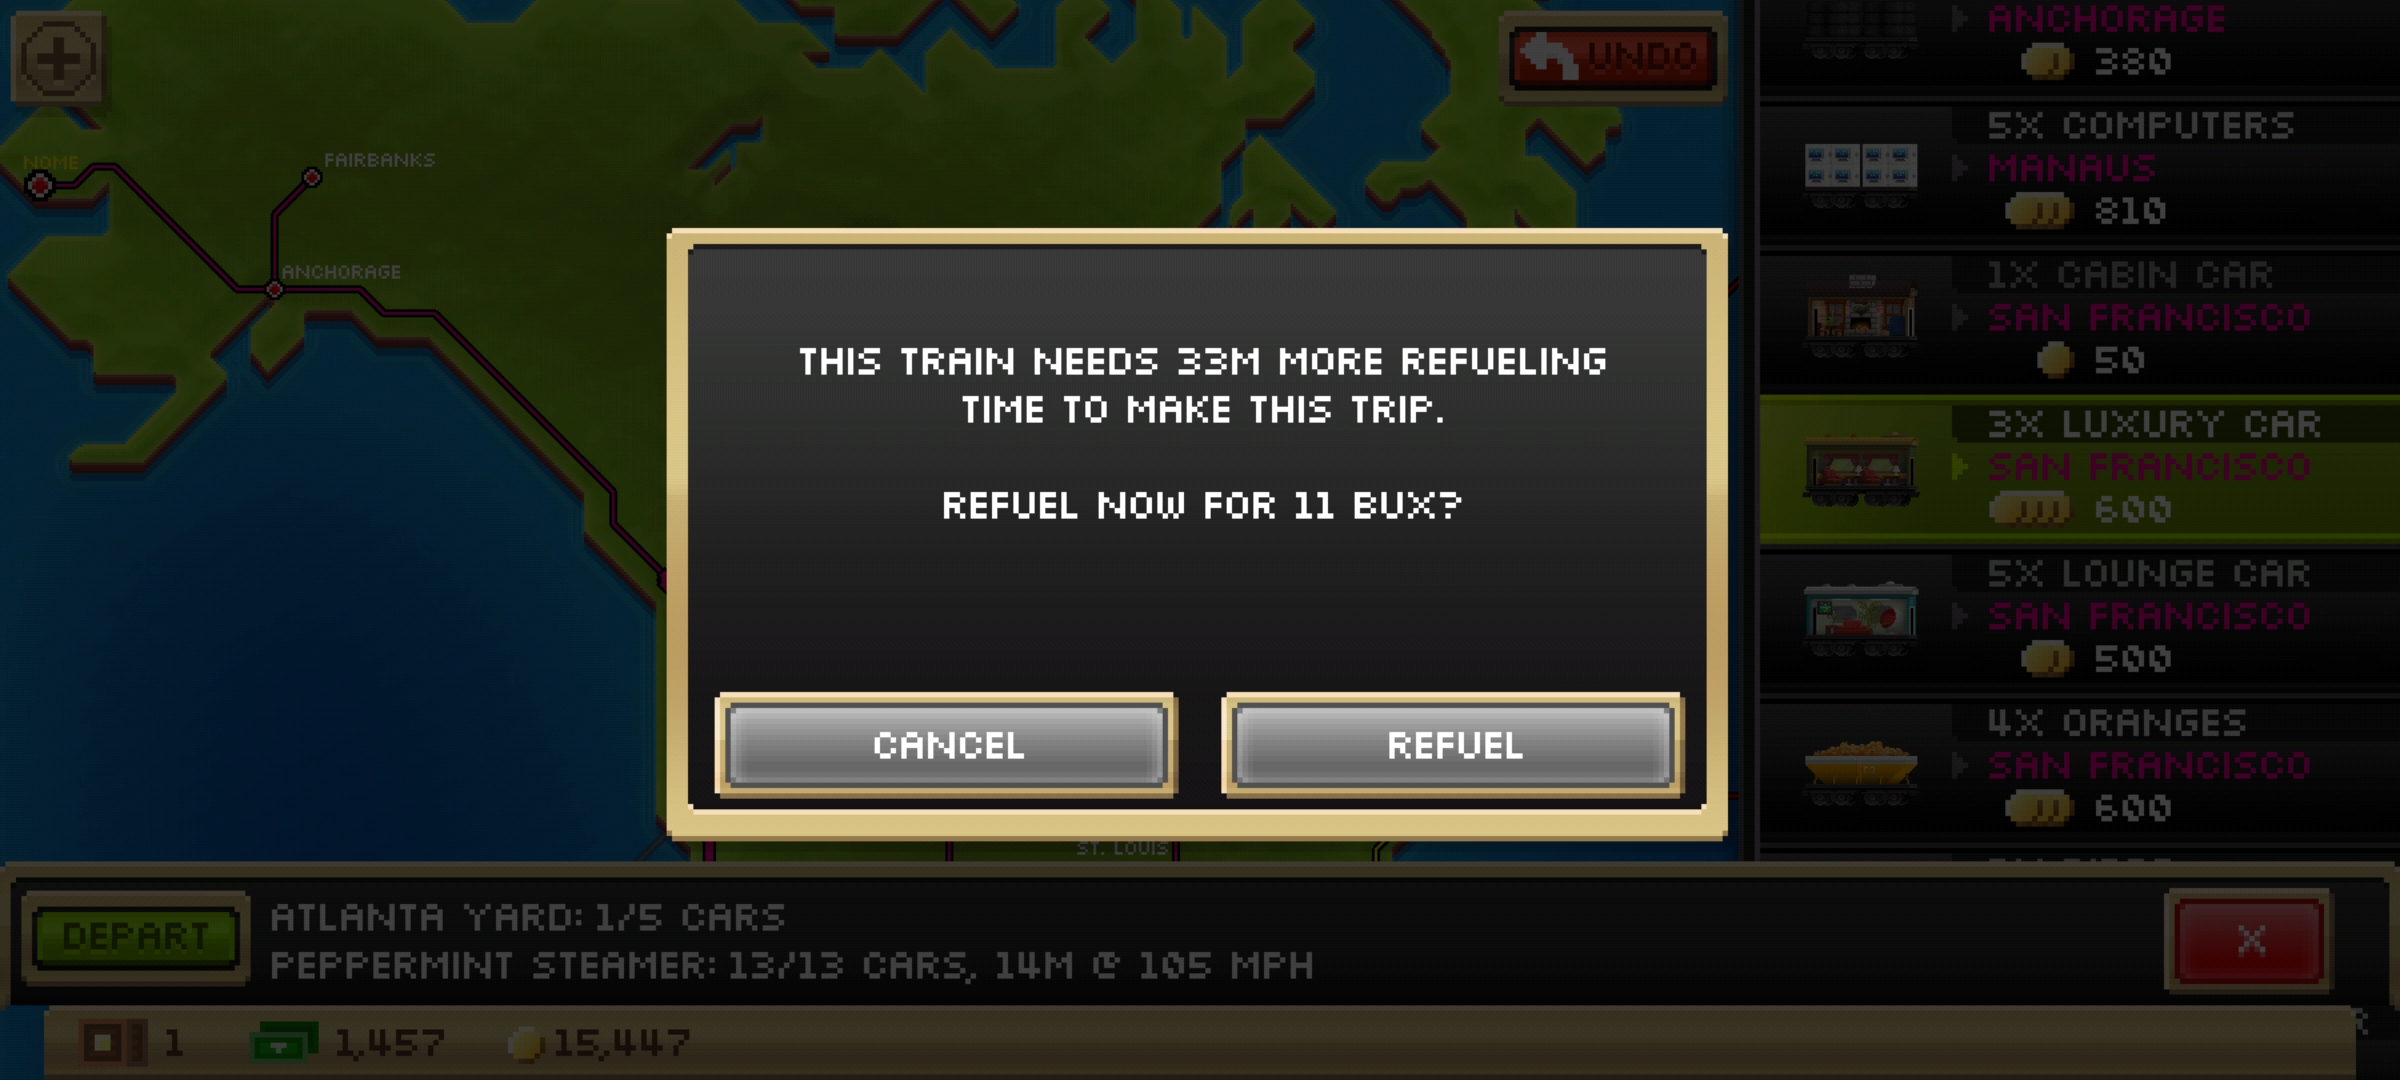 UNDO
NOME
FAIRBANKS
ANCHORAGE
ST. LOUIS
ANCHORAGE
380
5X COMPUTERS
MANAUS
810
1X CABIN CAR
SAN FRANCISCO
50
3X LUXURY CAR
SAN FRANCISCO
600
5X LOUNGE CAR
SAN FRANCISCO
500
4X ORANGES
SAN FRANCISCO
600
THIS TRAIN NEEDS 33M MORE REFUELING
TIME TO MAKE THIS TRIP.
REFUEL NOW FOR 11 BUX?
CANCEL
REFUEL
DEPART
ATLANTA YARD: 1/5 CARS
PEPPERMINT STEAMER: 13/13 CARS, 14M @ 105 MPH
X
1
1,457
15,447